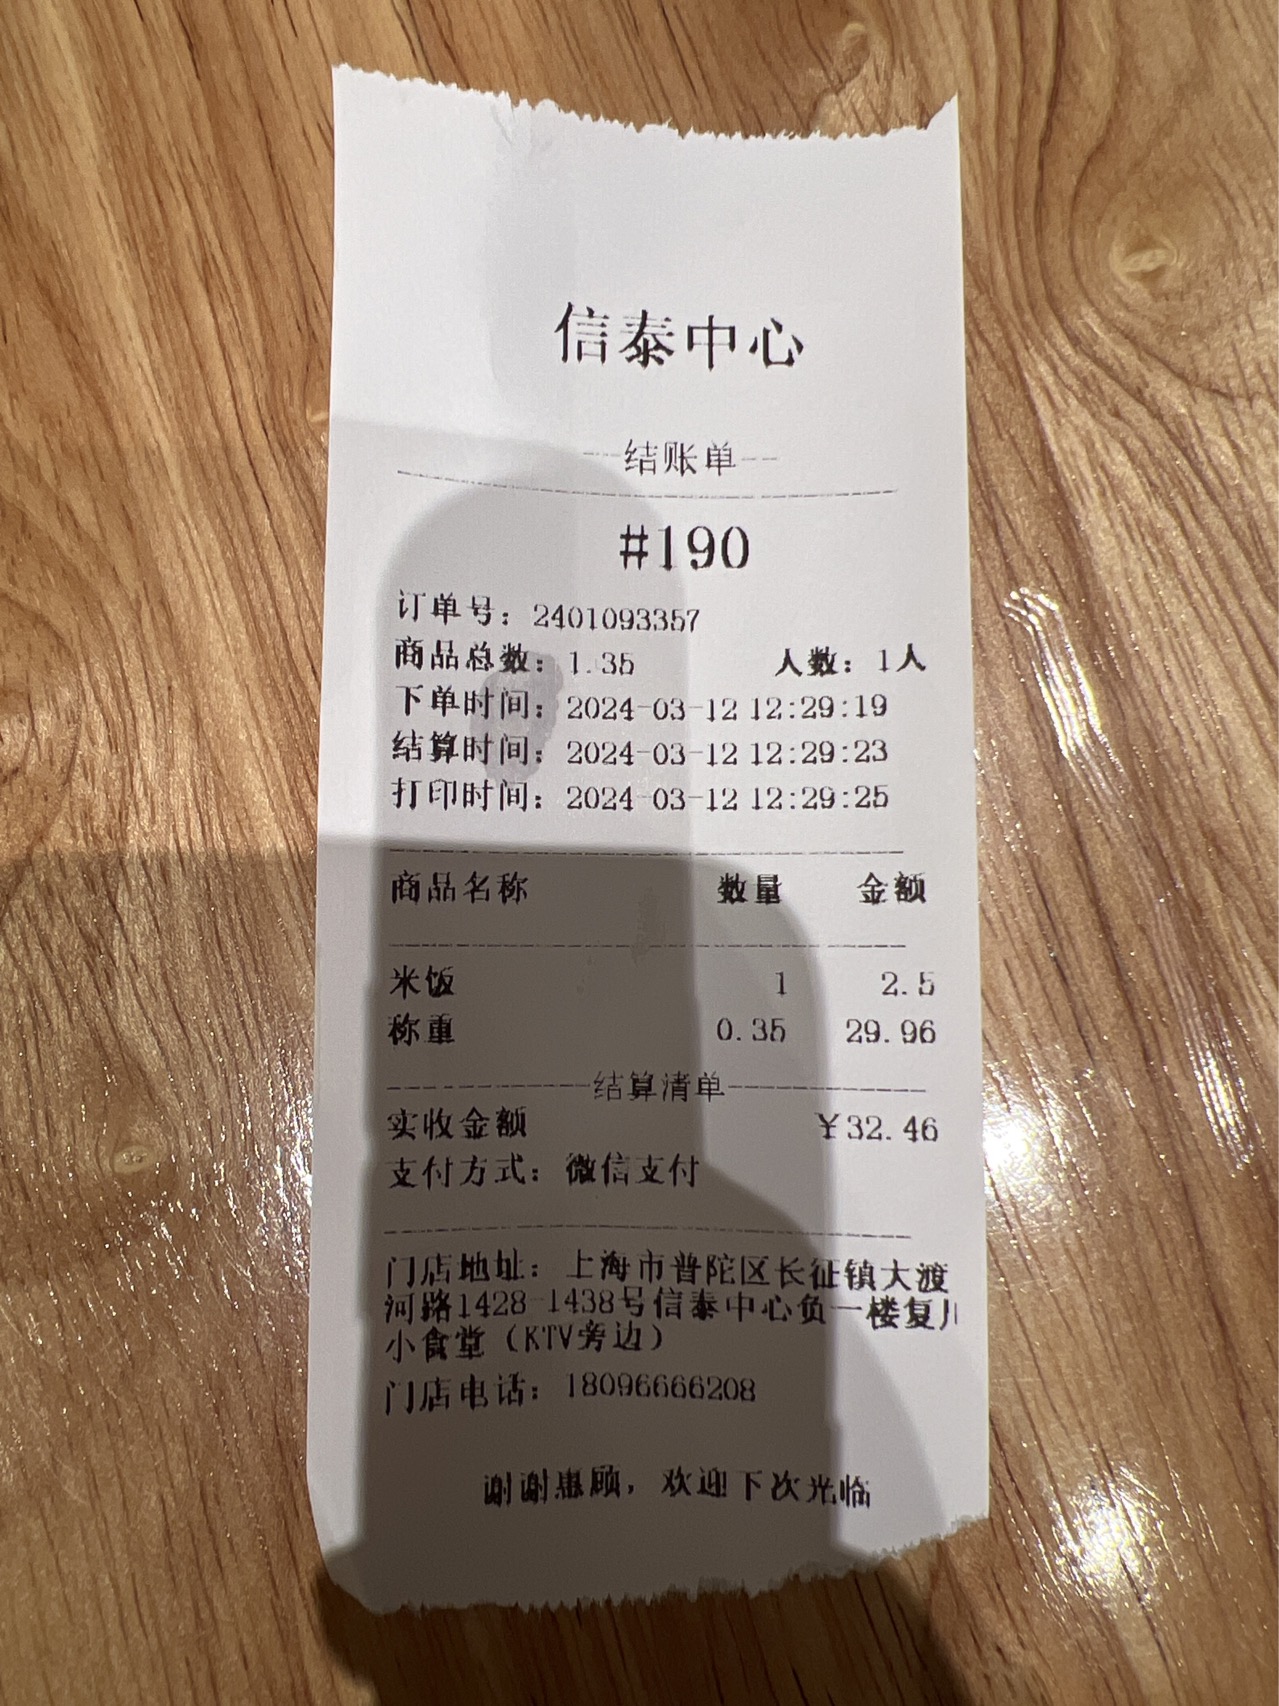 信泰中心
--结账单--
#190
订单号：2401093357
商品总数：1.35 人数：1人
下单时间：2024-03-12 12:29:19
结算时间：2024-03-12 12:29:23
打印时间：2024-03-12 12:29:25
商品名称 数量 金额
米饭 1 2.5
称重 0.35 29.96
结算清单
实收金额 ¥32.46
支付方式：微信支付
门店地址：上海市普陀区长征镇大渡
河路1428-1438号信泰中心负一楼复
小食堂（KTV旁边）
门店电话：18096666208
谢谢惠顾，欢迎下次光临